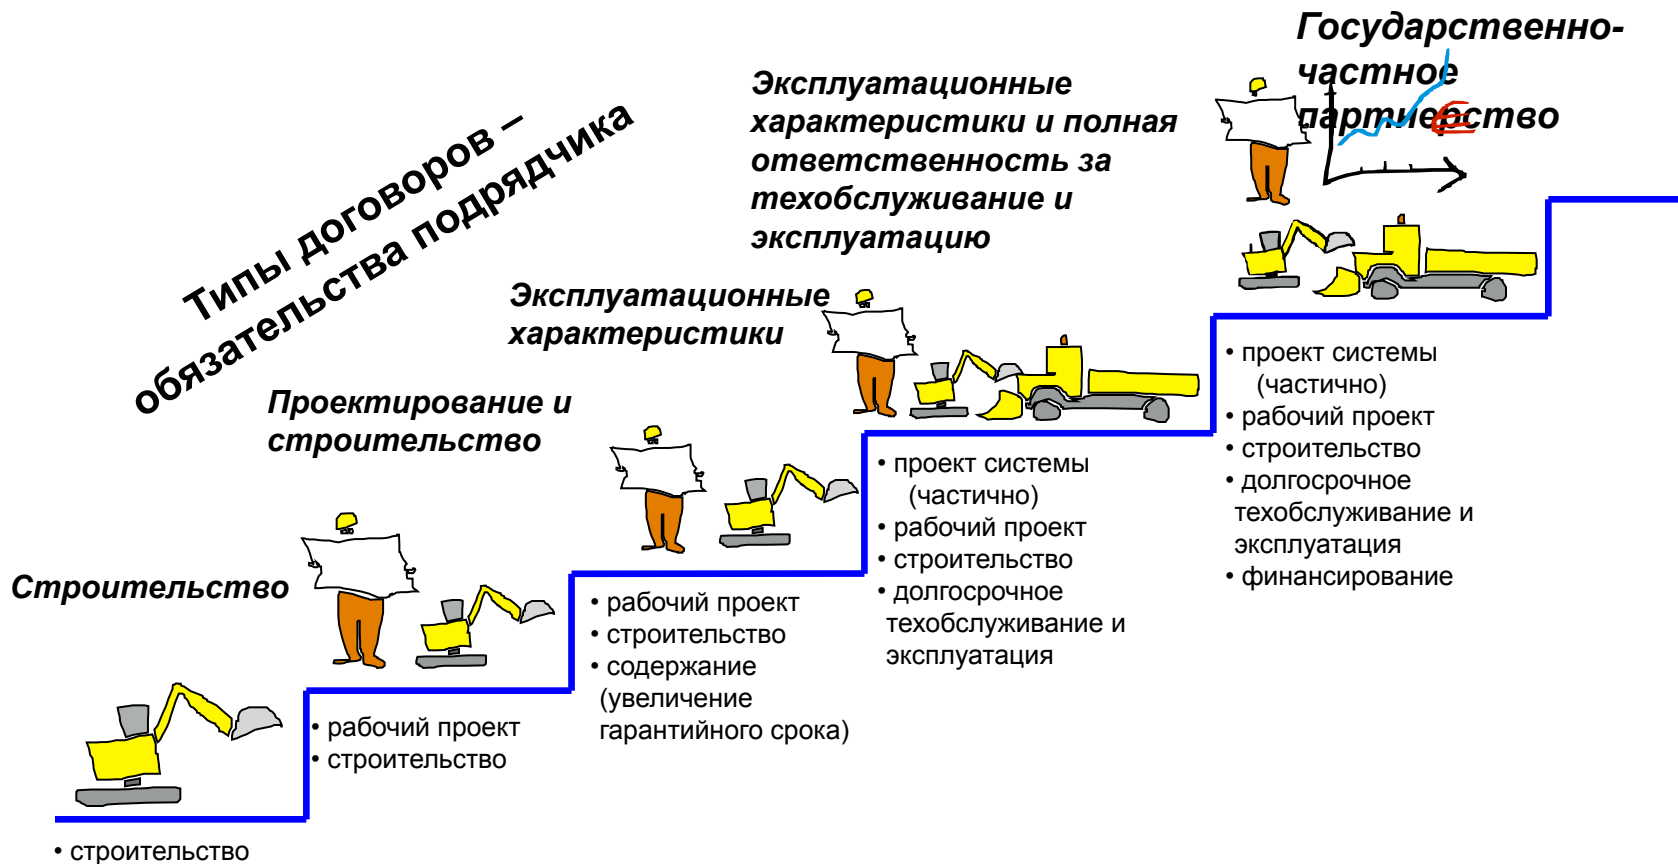 Типы договоров –
обязательства подрядчика
Строительство
• строительство
Проектирование и
строительство
• рабочий проект
• строительство
Эксплуатационные
характеристики
• рабочий проект
• строительство
• содержание
(увеличение
гарантийного срока)
Эксплуатационные
характеристики и полная
ответственность за
техобслуживание и
эксплуатацию
• проект системы
(частично)
• рабочий проект
• строительство
• долгосрочное
техобслуживание и
эксплуатация
Государственно-
частное
партнерство
€
• проект системы
(частично)
• рабочий проект
• строительство
• долгосрочное
техобслуживание и
эксплуатация
• финансирование